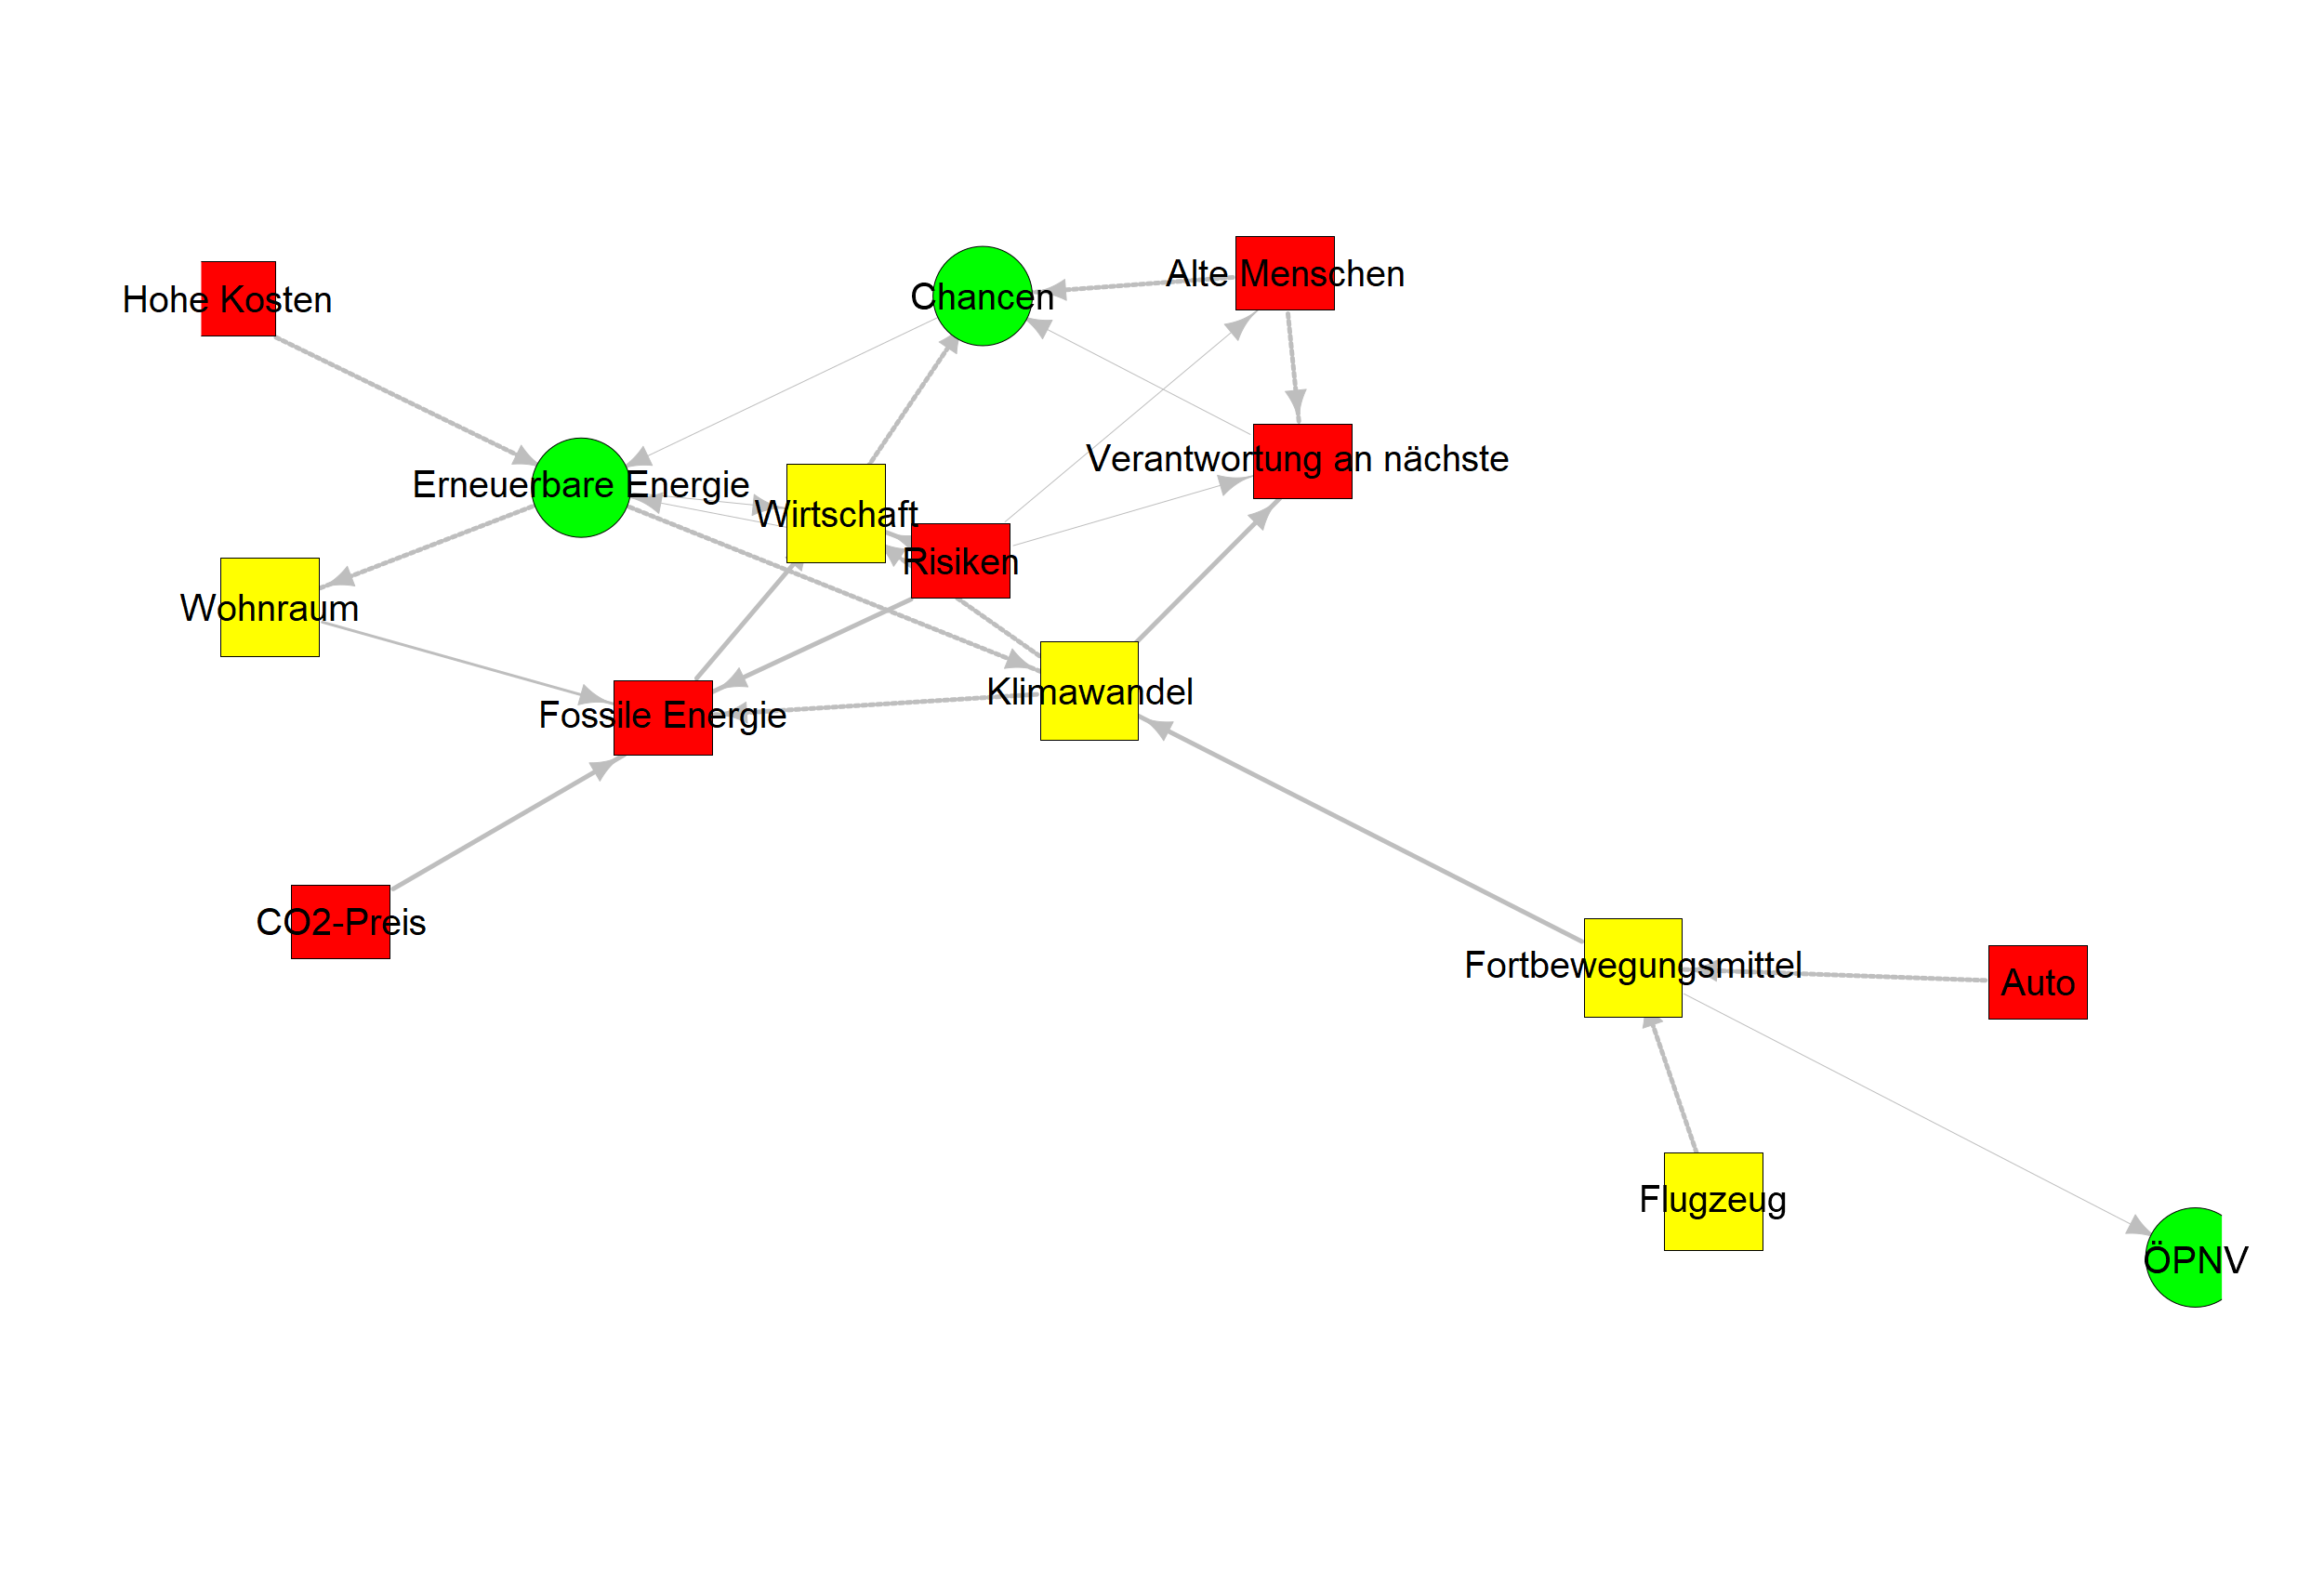 Alte Menschen
Chancen
Hohe Kosten
Verantwortung an nächste
Erneuerbare Energie
Wirtschaft
Risiken
Wohnraum
Klimawandel
Fossile Energie
CO2-Preis
Fortbewegungsmittel
Auto
Flugzeug
ÖPNV